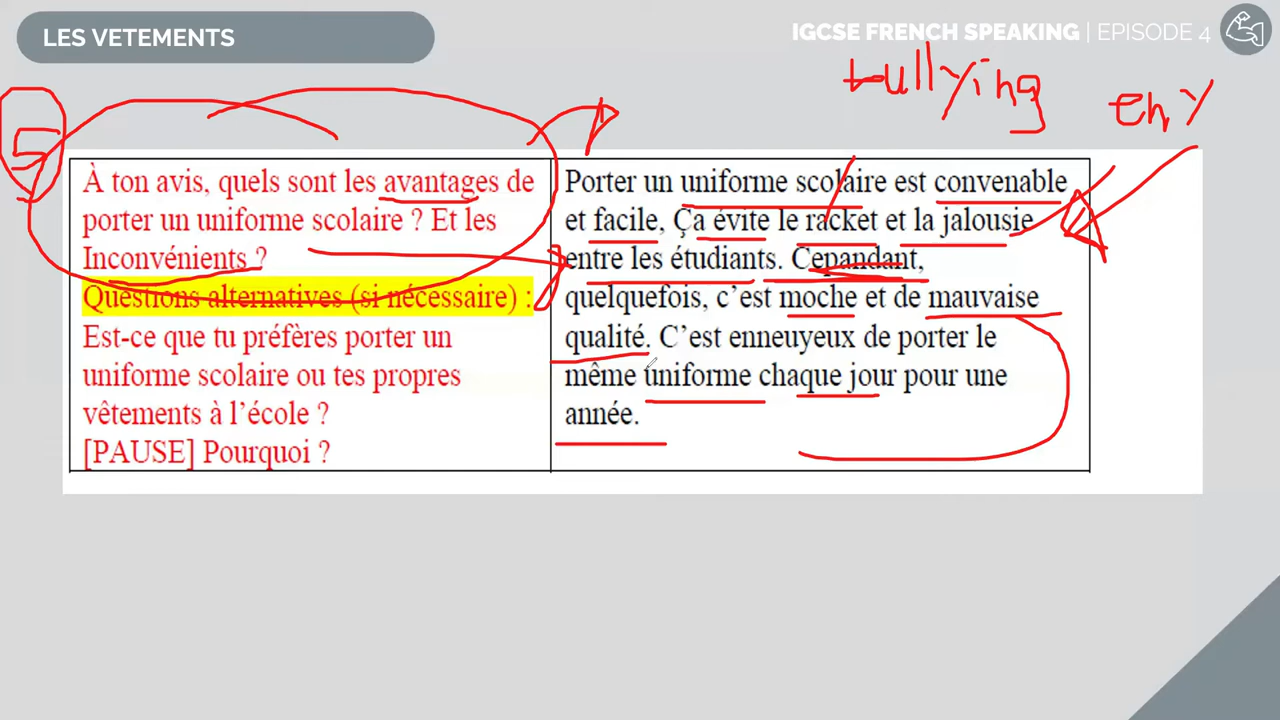 LES VETEMENTS
IGCSE FRENCH SPEAKING | EPISODE 4
bullying
envy
5
À ton avis, quels sont les avantages de
porter un uniforme scolaire ? Et les
Inconvénients ?
Questions alternatives (si nécessaire) :
Est-ce que tu préfères porter un
uniforme scolaire ou tes propres
vêtements à l'école ?
[PAUSE] Pourquoi ?
Porter un uniforme scolaire est convenable
et facile, Ça évite le racket et la jalousie
entre les étudiants. Cepandant,
quelquefois, c'est moche et de mauvaise
qualité. C'est enneuyeux de porter le
même uniforme chaque jour pour une
année.